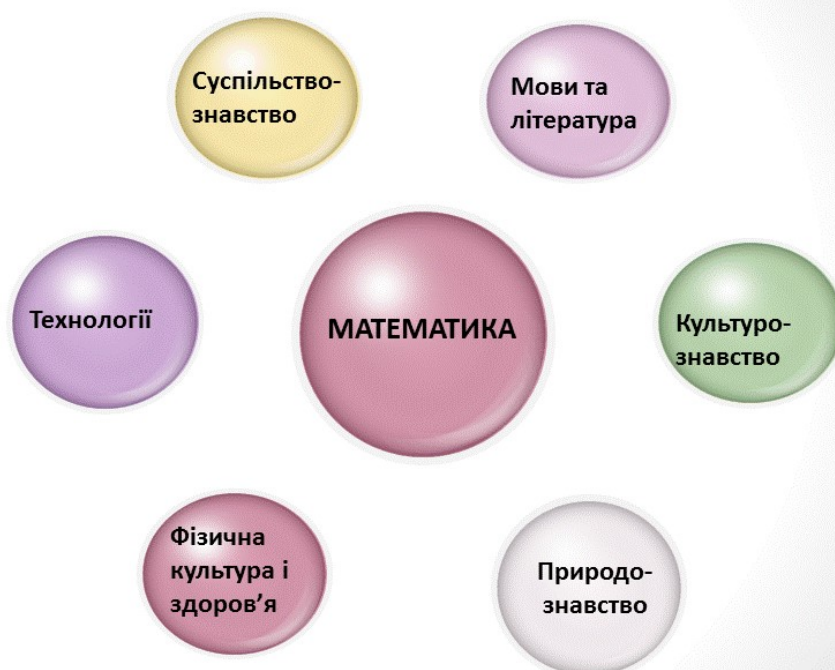 Суспільство-
знавство
Мови та
література
Технології
МАТЕМАТИКА
Культуро-
знавство
Фізична
культура і
здоров’я
Природо-
знавство